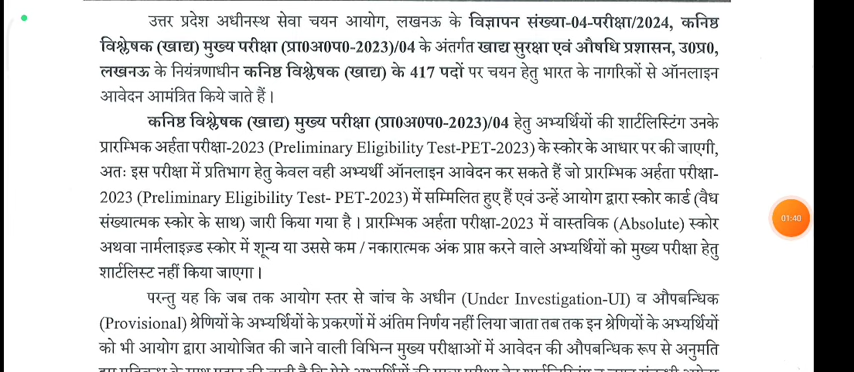 उत्तर प्रदेश अधीनस्थ सेवा चयन आयोग, लखनऊ के विज्ञापन संख्या-04-परीक्षा/2024, कनिष्ठ
विश्लेषक (खाद्य) मुख्य परीक्षा (प्रा0अ0प0-2023)/04 के अंतर्गत खाद्य सुरक्षा एवं औषधि प्रशासन, उ0प्र0,
लखनऊ के नियंत्रणाधीन कनिष्ठ विश्लेषक (खाद्य) के 417 पदों पर चयन हेतु भारत के नागरिकों से ऑनलाइन
आवेदन आमंत्रित किये जाते हैं।
कनिष्ठ विश्लेषक (खाद्य) मुख्य परीक्षा (प्रा0अ0प0-2023)/04 हेतु अभ्यर्थियों की शार्टलिस्टिंग उनके
प्रारम्भिक अर्हता परीक्षा-2023 (Preliminary Eligibility Test-PET-2023) के स्कोर के आधार पर की जाएगी,
अतः इस परीक्षा में प्रतिभाग हेतु केवल वही अभ्यर्थी ऑनलाइन आवेदन कर सकते हैं जो प्रारम्भिक अर्हता परीक्षा-
2023 (Preliminary Eligibility Test- PET-2023) में सम्मिलित हुए हैं एवं उन्हें आयोग द्वारा स्कोर कार्ड (वैध
संख्यात्मक स्कोर के साथ) जारी किया गया है। प्रारम्भिक अर्हता परीक्षा-2023 में वास्तविक (Absolute) स्कोर
01:40
अथवा नार्मलाइज़्ड स्कोर में शून्य या उससे कम / नकारात्मक अंक प्राप्त करने वाले अभ्यर्थियों को मुख्य परीक्षा हेतु
शार्टलिस्ट नहीं किया जाएगा।
परन्तु यह कि जब तक आयोग स्तर से जांच के अधीन (Under Investigation-UI) व औपबन्धिक
(Provisional) श्रेणियों के अभ्यर्थियों के प्रकरणों में अंतिम निर्णय नहीं लिया जाता तब तक इन श्रेणियों के अभ्यर्थियों
को भी आयोग द्वारा आयोजित की जाने वाली विभिन्न मुख्य परीक्षाओं में आवेदन की औपबन्धिक रूप से अनुमति